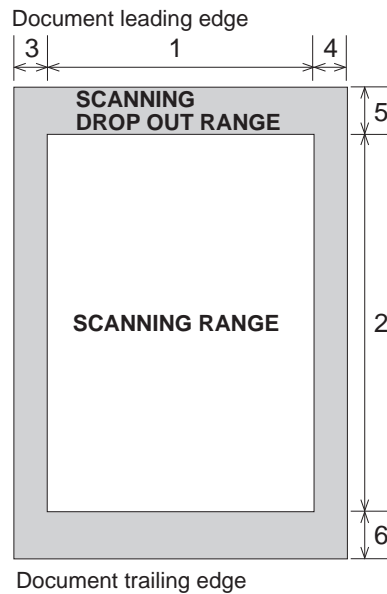 Document leading edge
3 1 4
SCANNING
DROP OUT RANGE
5
SCANNING RANGE
2
6
Document trailing edge